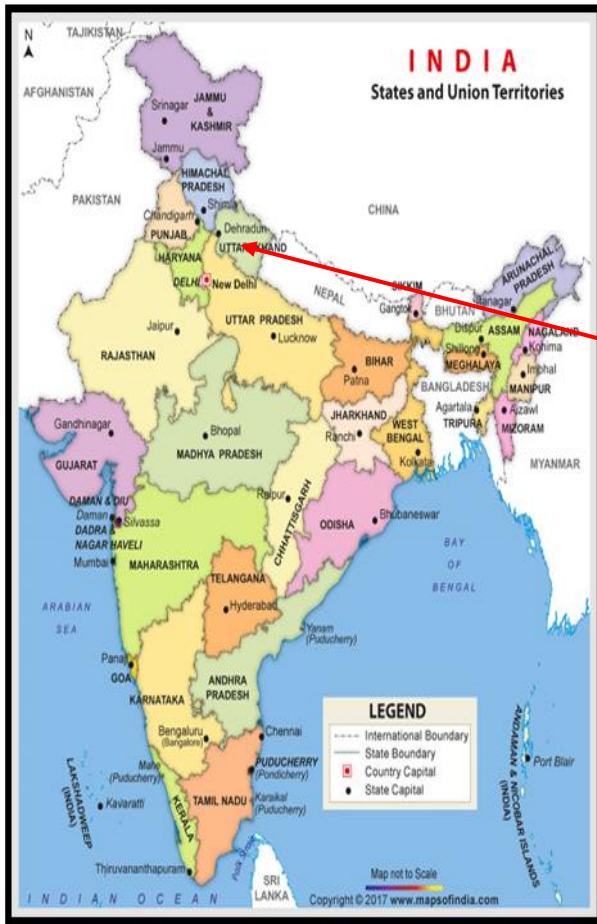 TAJIKISTAN
N
INDIA
States and Union Territories
AFGHANISTAN
JAMMU
&
KASHMIR
Srinagar
Jammu
HIMACHAL
PRADESH
Shimla
PAKISTAN
CHINA
Chandigarh
PUNJAB
Dehradun
UTTARAKHAND
HARYANA
DELHI
New Delhi
NEPAL
SIKKIM
Gangtok
BHUTAN
ARUNACHAL
PRADESH
Itanagar
Jaipur
RAJASTHAN
UTTAR PRADESH
Lucknow
Dispur
ASSAM
NAGALAND
Kohima
Shillong
MEGHALAYA
Imphal
MANIPUR
BIHAR
Patna
BANGLADESH
Agartala
TRIPURA
Aizawl
MIZORAM
MYANMAR
Gandhinagar
GUJARAT
Bhopal
MADHYA PRADESH
JHARKHAND
Ranchi
WEST
BENGAL
Kolkata
DAMAN & DIU
Daman
DADRA &
NAGAR HAVELI
Silvassa
Mumbai
MAHARASHTRA
Raipur
CHHATTISGARH
ODISHA
Bhubaneswar
TELANGANA
Hyderabad
BAY
OF
BENGAL
ARABIAN
SEA
Yanam
(Puducherry)
Panaji
GOA
KARNATAKA
ANDHRA
PRADESH
Bengaluru
(Bangalore)
Chennai
Mahe
(Puducherry)
PUDUCHERRY
(Pondicherry)
LAKSHADWEEP
(INDIA)
Kavaratti
KERALA
TAMIL NADU
Karaikal
(Puducherry)
Thiruvananthapuram
Palk Strait
SRI
LANKA
INDIAN OCEAN
LEGEND
International Boundary
State Boundary
Country Capital
State Capital
ANDAMAN & NICOBAR ISLANDS
(INDIA)
Port Blair
Map not to Scale
Copyright © 2017 www.mapsofindia.com